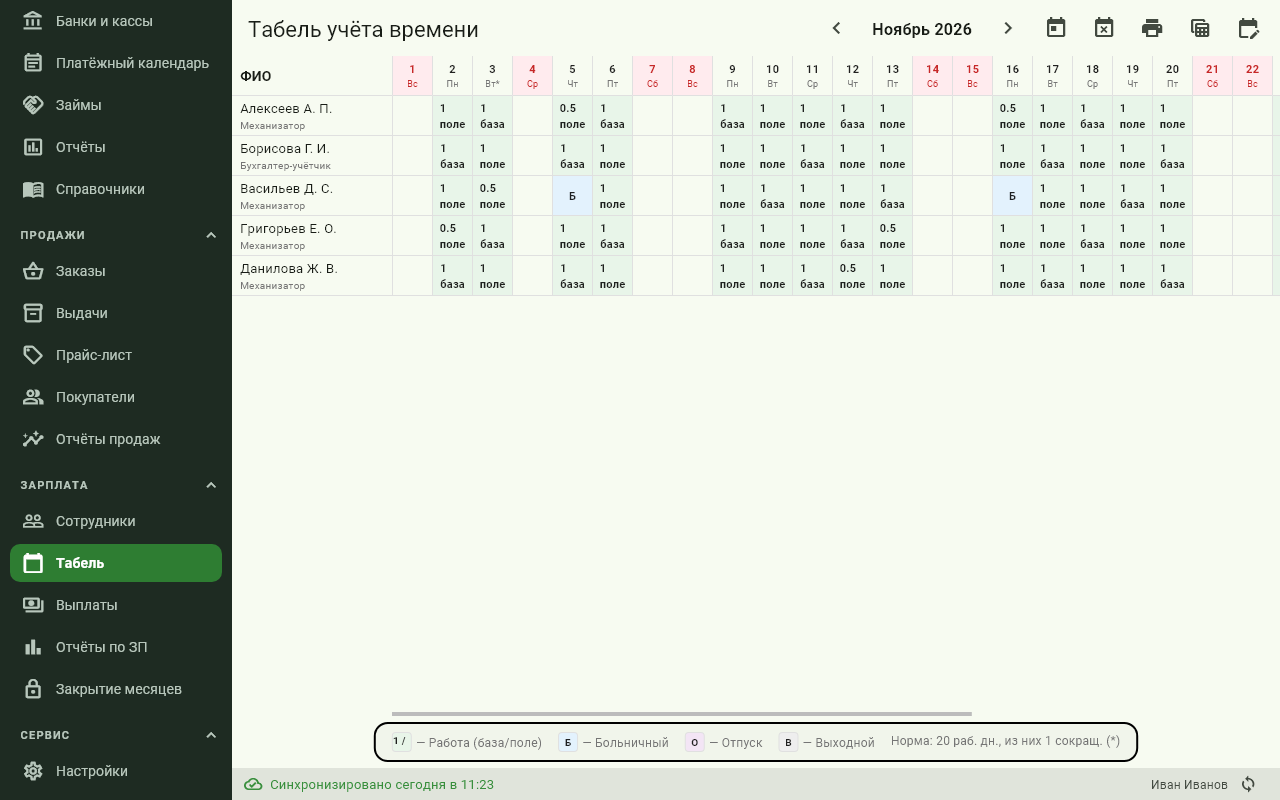 Банки и кассы
Платёжный календарь
Займы
Отчёты
Справочники
ПРОДАЖИ
Заказы
Выдачи
Прайс-лист
Покупатели
Отчёты продаж
ЗАРПЛАТА
Сотрудники
Табель
Выплаты
Отчёты по ЗП
Закрытие месяцев
СЕРВИС
Настройки
Табель учёта времени
Ноябрь 2026
ФИО 1 2 3 4 5 6 7 8 9 10 11 12 13 14 15 16 17 18 19 20 21 22
Вс Пн Вт* Ср Чт Пт Сб Вс Пн Вт Ср Чт Пт Сб Вс Пн Вт Ср Чт Пт Сб Вс
Алексеев А. П. 1 1 0.5 1 1 1 1 1 1 0.5 1 1 1 1
Механизатор поле база поле база база поле поле база поле поле поле база поле поле
Борисова Г. И. 1 1 1 1 1 1 1 1 1 1 1 1 1 1
Бухгалтер-учётчик база поле база поле поле поле база поле поле поле база поле поле база
Васильев Д. С. 1 0.5 Б 1 1 1 1 1 1 Б 1 1 1 1
Механизатор поле поле поле поле база поле поле база поле поле база поле
Григорьев Е. О. 0.5 1 1 1 1 1 1 1 0.5 1 1 1 1 1
Механизатор поле база поле база база поле поле база поле поле поле база поле поле
Данилова Ж. В. 1 1 1 1 1 1 1 0.5 1 1 1 1 1 1
Механизатор база поле база поле поле поле база поле поле поле база поле поле база
1 / — Работа (база/поле) Б — Больничный О — Отпуск В — Выходной Норма: 20 раб. дн., из них 1 сокращ. (*)
Синхронизировано сегодня в 11:23
Иван Иванов